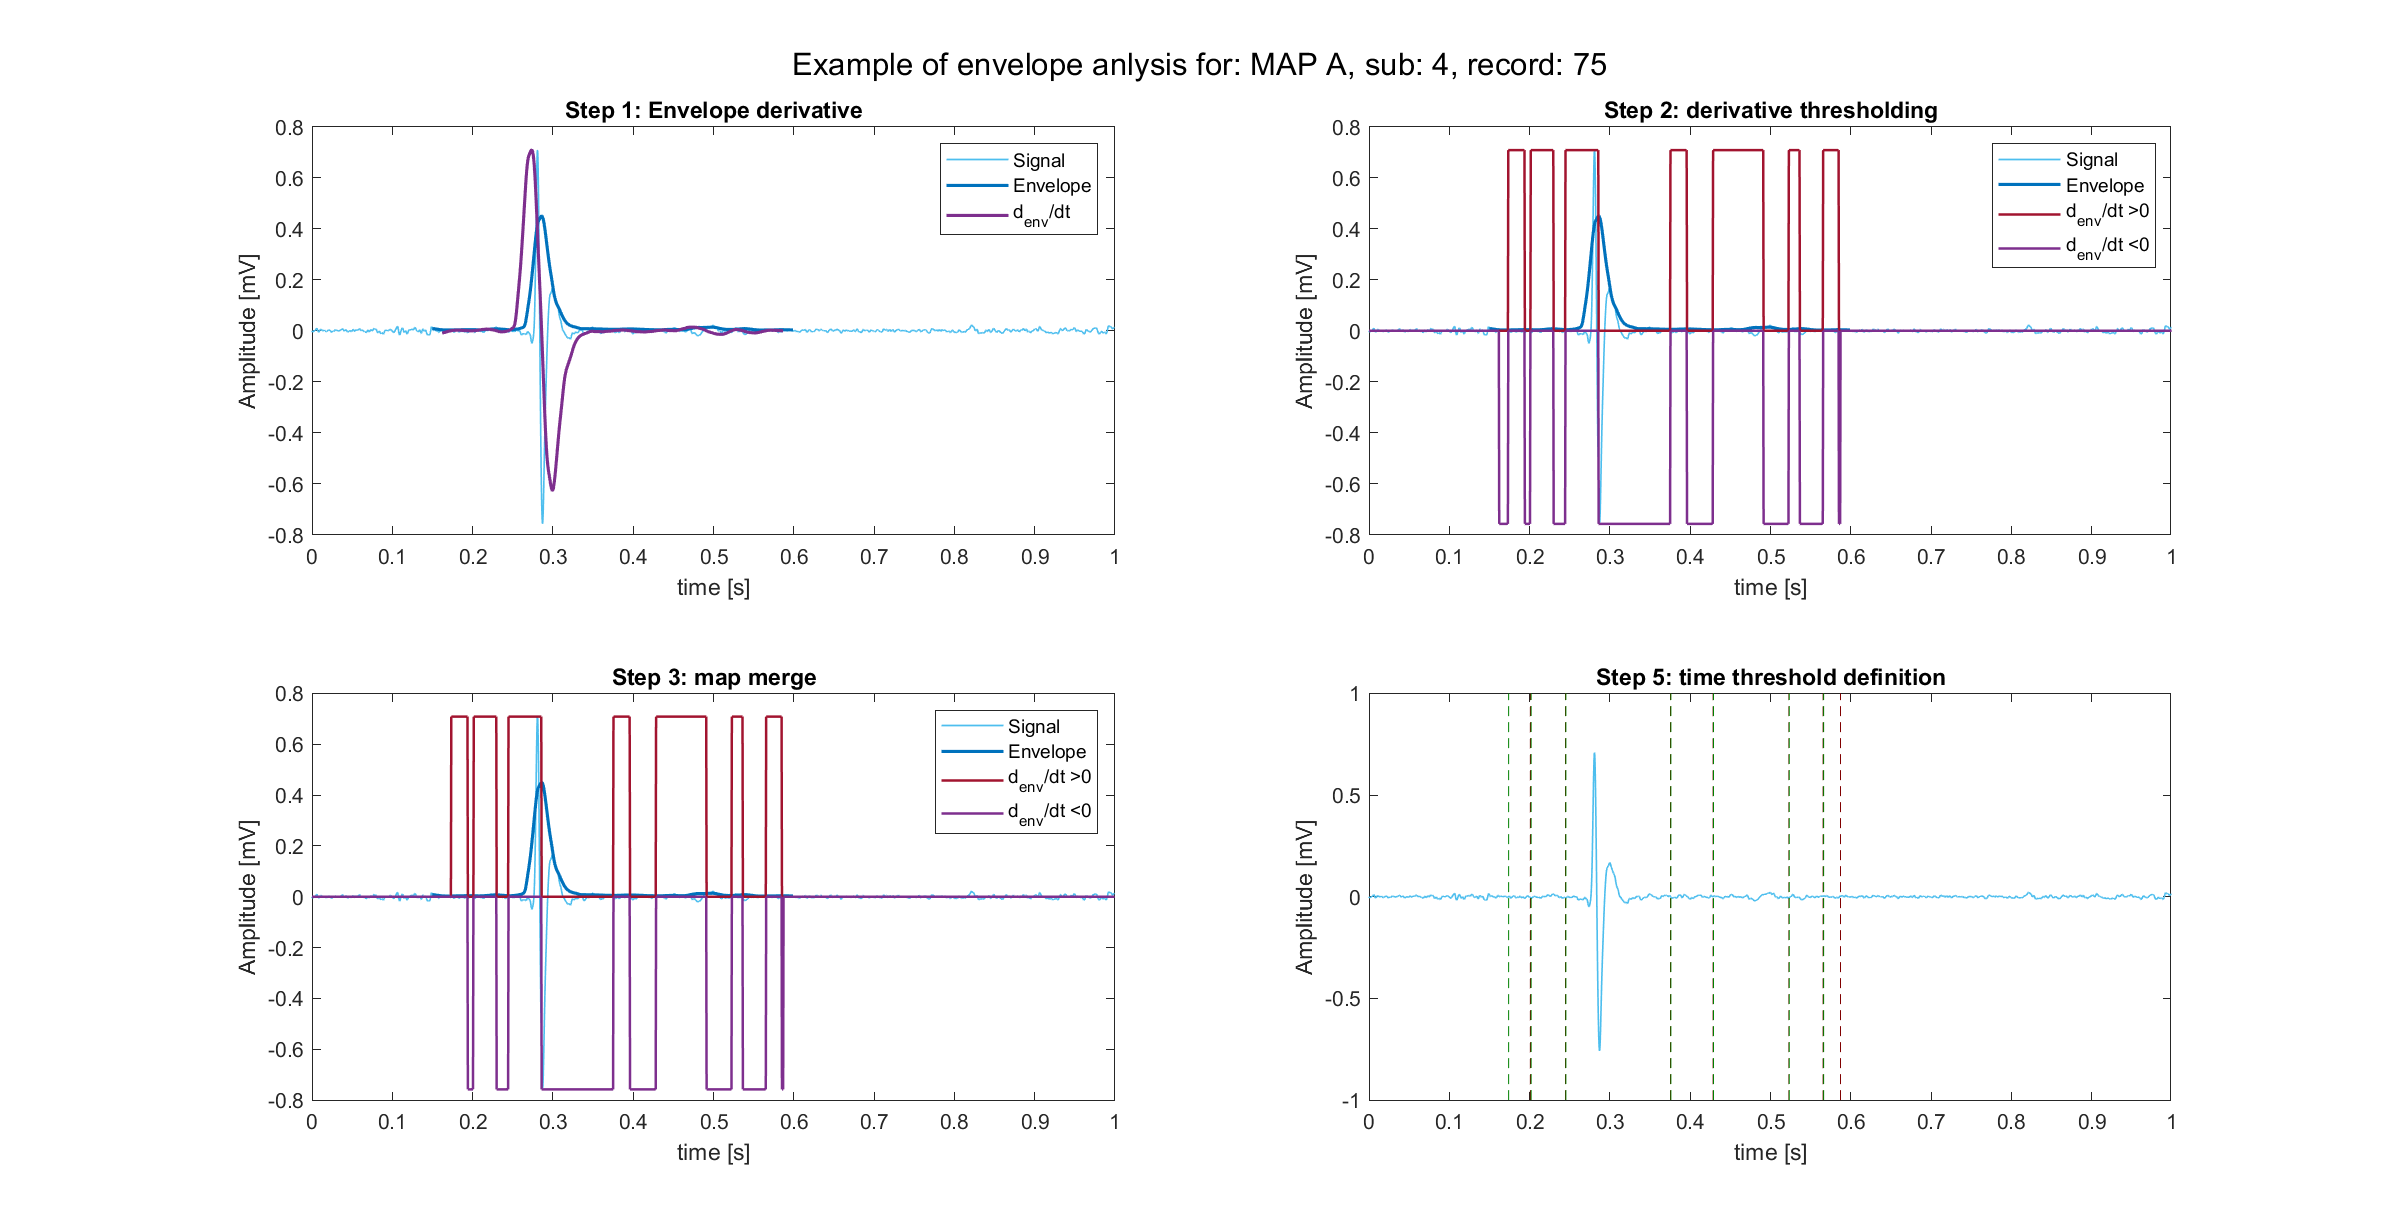 Example of envelope anlysis for: MAP A, sub: 4, record: 75
Step 1: Envelope derivative
0.8
0.6
0.4
0.2
0
-0.2
-0.4
-0.6
-0.8
Amplitude [mV]
0 0.1 0.2 0.3 0.4 0.5 0.6 0.7 0.8 0.9 1
time [s]
Signal
Envelope
d_env/dt
Step 2: derivative thresholding
0.8
0.6
0.4
0.2
0
-0.2
-0.4
-0.6
-0.8
Amplitude [mV]
0 0.1 0.2 0.3 0.4 0.5 0.6 0.7 0.8 0.9 1
time [s]
Signal
Envelope
d_env/dt >0
d_env/dt <0
Step 3: map merge
0.8
0.6
0.4
0.2
0
-0.2
-0.4
-0.6
-0.8
Amplitude [mV]
0 0.1 0.2 0.3 0.4 0.5 0.6 0.7 0.8 0.9 1
time [s]
Signal
Envelope
d_env/dt >0
d_env/dt <0
Step 5: time threshold definition
1
0.5
0
-0.5
-1
Amplitude [mV]
0 0.1 0.2 0.3 0.4 0.5 0.6 0.7 0.8 0.9 1
time [s]